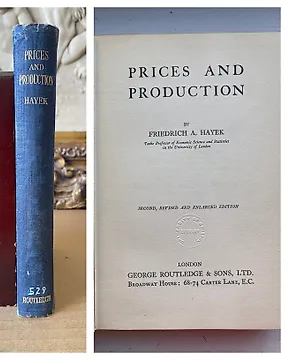 PRICES
AND
PRODUCTION
HAYEK
529
ROUTLEDGE
PRICES AND
PRODUCTION
BY
FRIEDRICH A. HAYEK
Tooke Professor of Economic Science and Statistics
in the University of London
SECOND, REVISED AND ENLARGED EDITION
LONDON
GEORGE ROUTLEDGE & SONS, LTD.
BROADWAY HOUSE: 68-74 CARTER LANE, E.C.